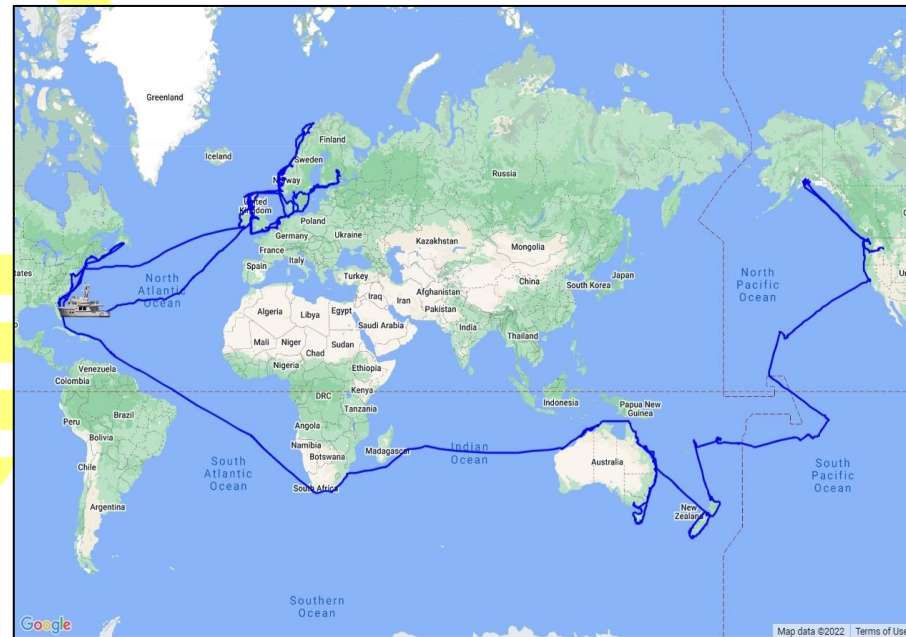 Greenland
Iceland
Finland
Sweden
Norway
Russia
United
Kingdom
Poland
Germany
Ukraine
France
Kazakhstan
Mongolia
Italy
Spain
Turkey
North
Atlantic
Ocean
Japan
South Korea
China
Afghanistan
Iraq
Iran
Pakistan
North
Pacific
Ocean
Algeria
Libya
Egypt
Saudi Arabia
India
Thailand
Mali
Niger
Sudan
Chad
Nigeria
Ethiopia
Venezuela
Colombia
Kenya
DRC
Tanzania
Indonesia
Papua New
Guinea
Peru
Brazil
Bolivia
Angola
Namibia
Botswana
Madagascar
Indian
Ocean
Australia
South
Atlantic
Ocean
South
Pacific
Ocean
Chile
South Africa
Argentina
New
Zealand
Southern
Ocean
Google
Map data ©2022
Terms of Use